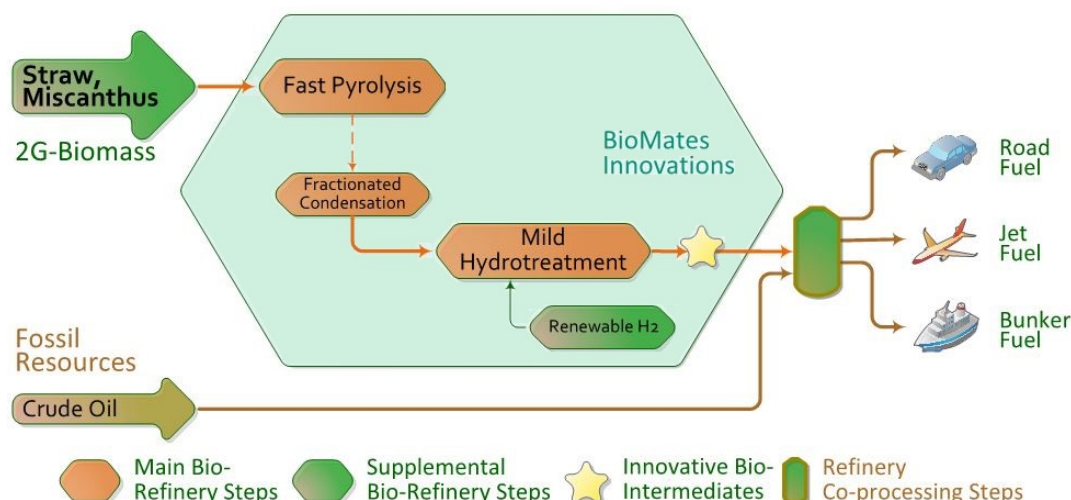 Straw,
Miscanthus
2G-Biomass
Fast Pyrolysis
Fractionated
Condensation
BioMates
Innovations
Mild
Hydrotreatment
Renewable H2
Road
Fuel
Jet
Fuel
Bunker
Fuel
Fossil
Resources
Crude Oil
Main Bio-
Refinery Steps
Supplemental
Bio-Refinery Steps
Innovative Bio-
Intermediates
Refinery
Co-processing Steps